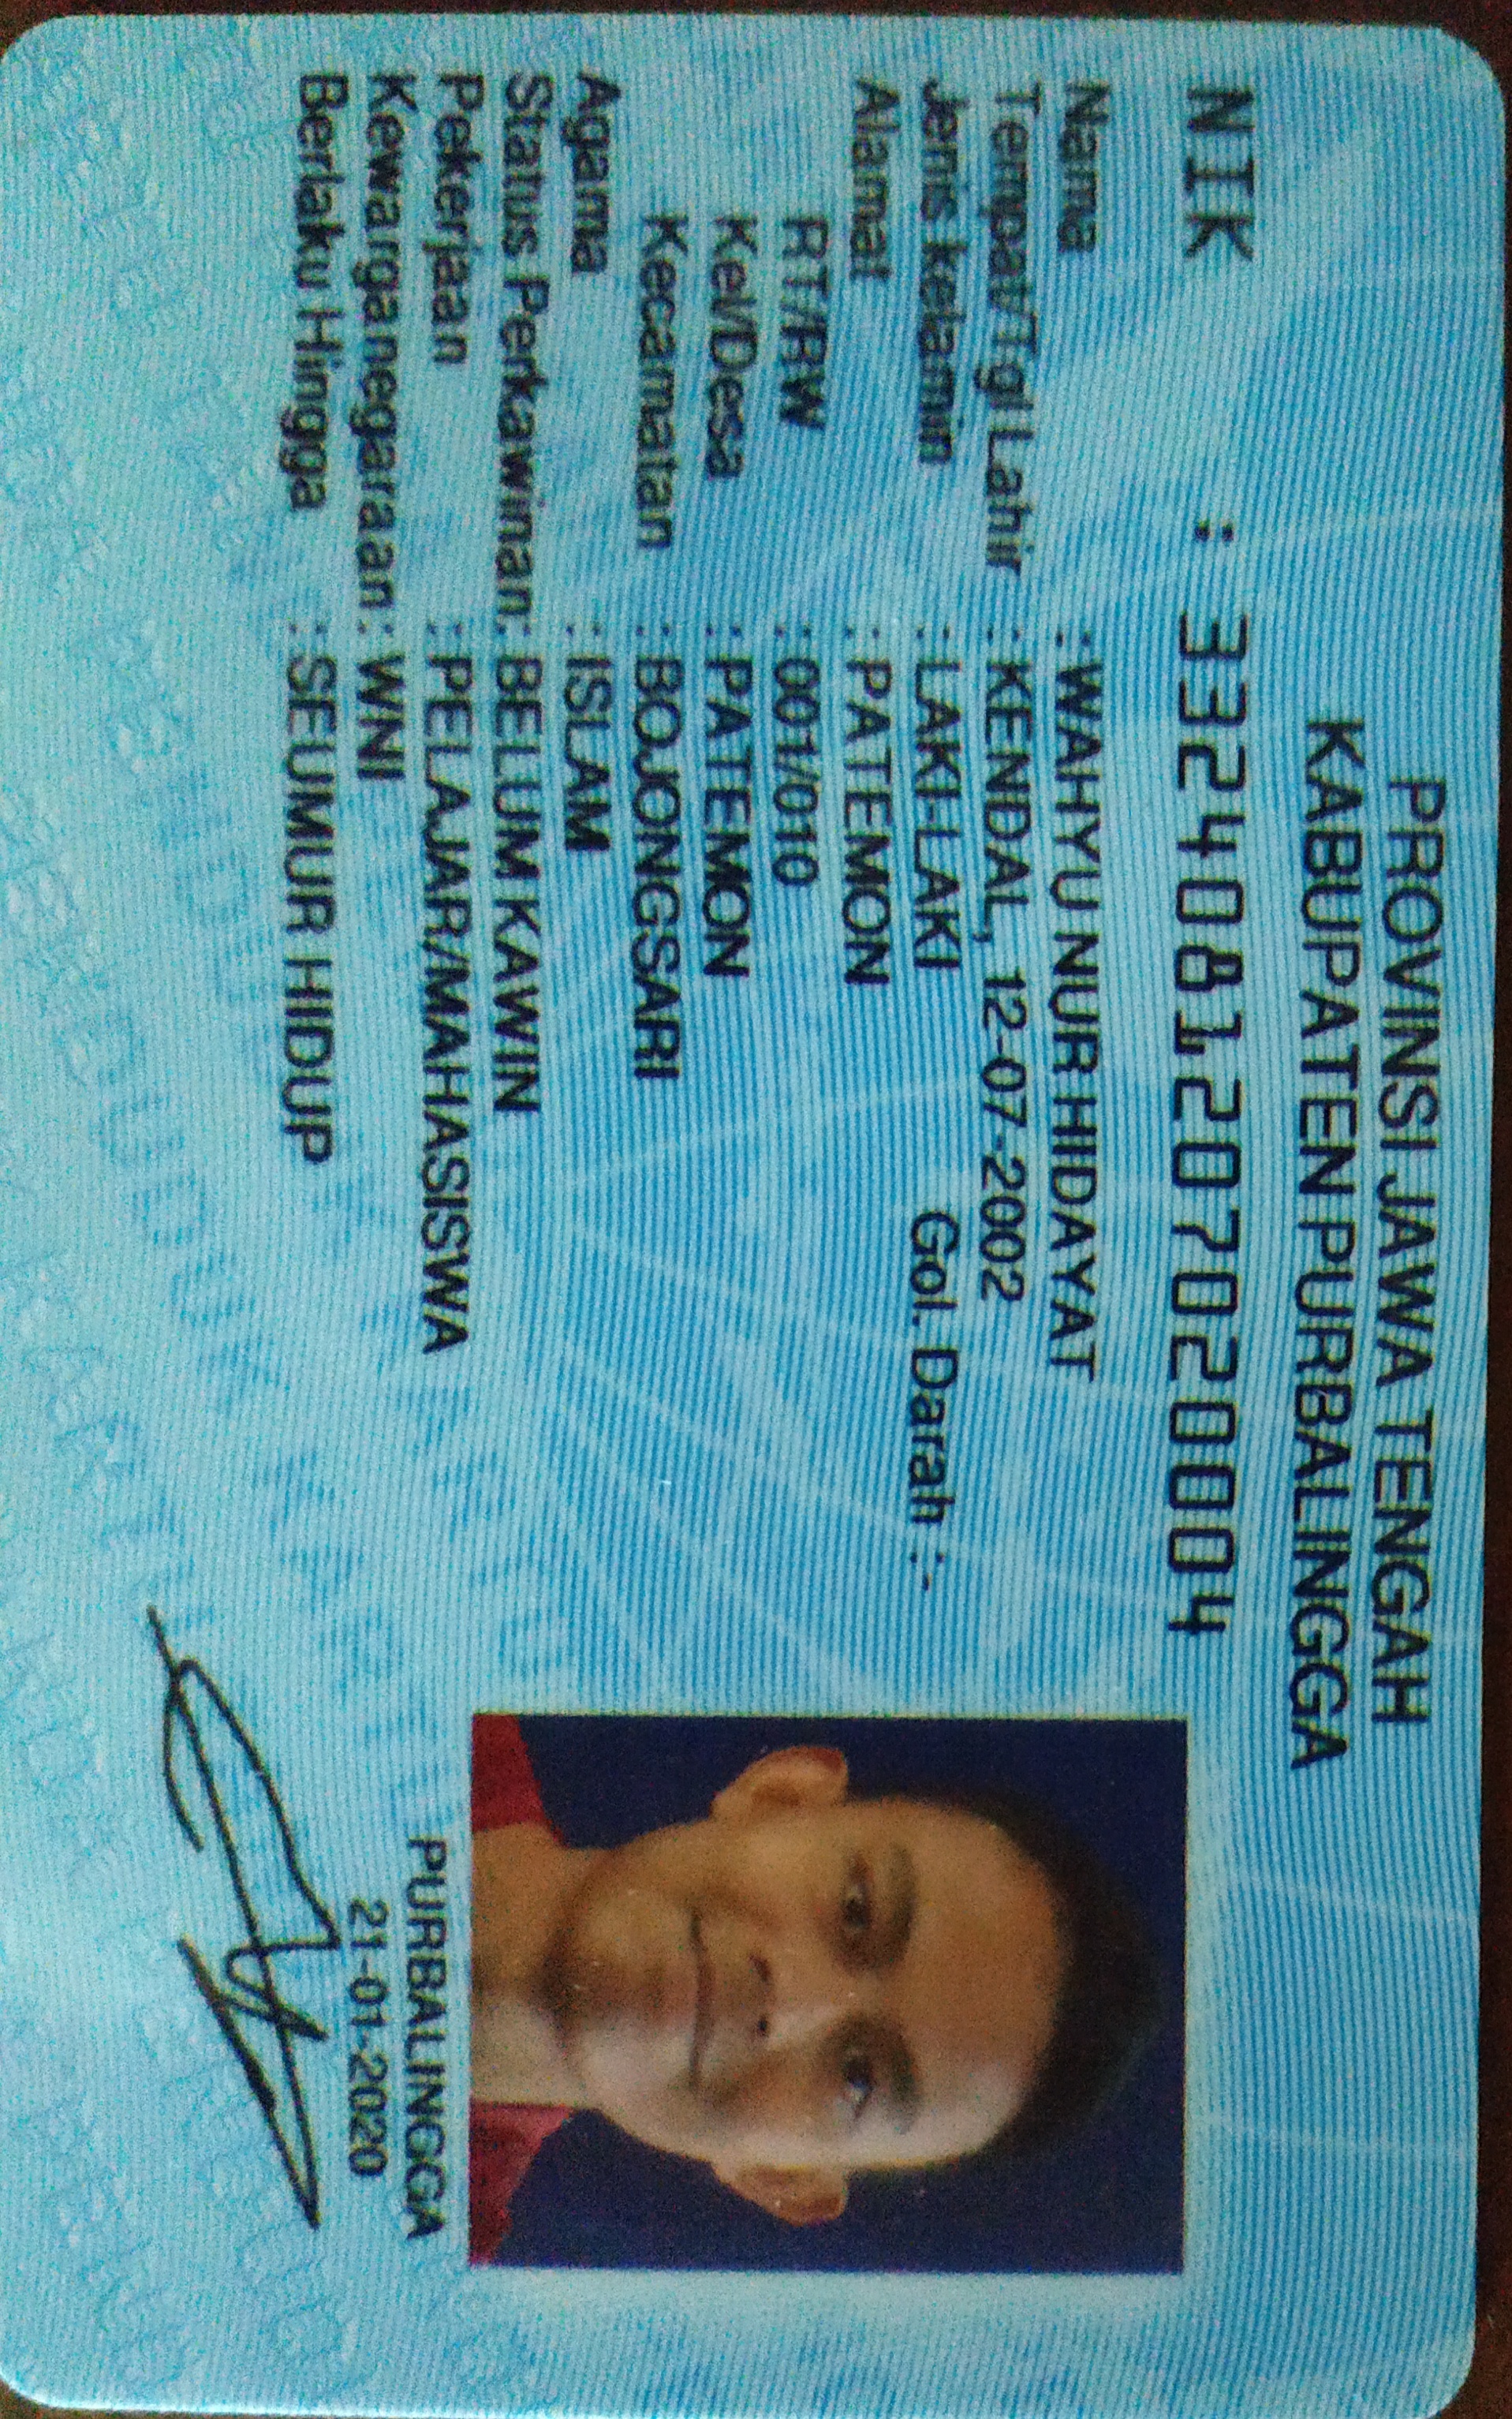 PROVINSI JAWA TENGAH
KABUPATEN PURBALINGGA
NIK : 3324081207020004
Nama : WAHYU NUR HIDAYAT
Tempat/Tgl Lahir : KENDAL, 12-07-2002
Jenis kelamin : LAKI-LAKI Gol. Darah :-
Alamat : PATEMON
RT/RW : 001/010
Kel/Desa : PATEMON
Kecamatan : BOJONGSARI
Agama : ISLAM
Status Perkawinan: BELUM KAWIN
Pekerjaan : PELAJAR/MAHASISWA
Kewarganegaraan: WNI
Berlaku Hingga : SEUMUR HIDUP
PURBALINGGA
21-01-2020